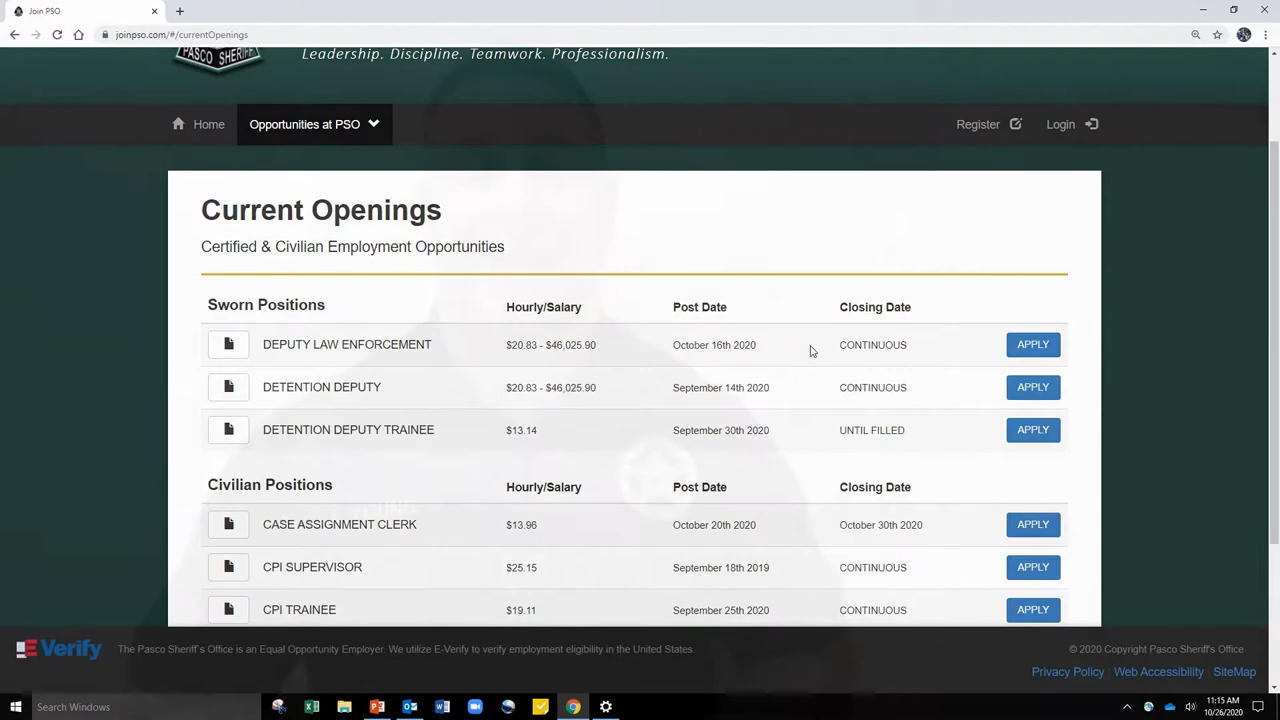 Join PSO
joinpso.com/#/currentOpenings
PASCO SHERIFF
Leadership. Discipline. Teamwork. Professionalism.
Home
Opportunities at PSO
Register
Login
Current Openings
Certified & Civilian Employment Opportunities
Sworn Positions Hourly/Salary Post Date Closing Date
DEPUTY LAW ENFORCEMENT $20.83 - $46,025.90 October 16th 2020 CONTINUOUS APPLY
DETENTION DEPUTY $20.83 - $46,025.90 September 14th 2020 CONTINUOUS APPLY
DETENTION DEPUTY TRAINEE $13.14 September 30th 2020 UNTIL FILLED APPLY
Civilian Positions Hourly/Salary Post Date Closing Date
CASE ASSIGNMENT CLERK $13.96 October 20th 2020 October 30th 2020 APPLY
CPI SUPERVISOR $25.15 September 18th 2019 CONTINUOUS APPLY
CPI TRAINEE $19.11 September 25th 2020 CONTINUOUS APPLY
E-Verify The Pasco Sheriff`s Office is an Equal Opportunity Employer. We utilize E-Verify to verify employment eligibility in the United States. © 2020 Copyright Pasco Sheriff's Office
Privacy Policy | Web Accessibility | SiteMap
Search Windows
11:15 AM
10/26/2020